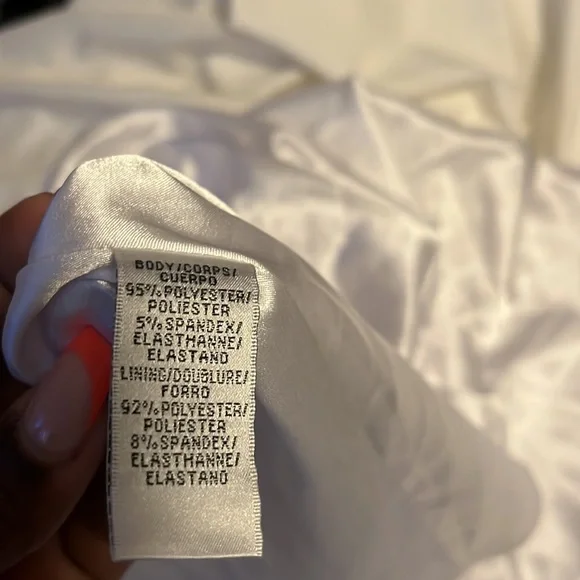 BODY/CORPS/
CUERPO
95% POLYESTER/
POLIESTER
5% SPANDEX/
ELASTHANNE/
ELASTANO
LINING/DOUBLURE/
FORRO
92% POLYESTER/
POLIESTER
8% SPANDEX/
ELASTHANNE/
ELASTANO